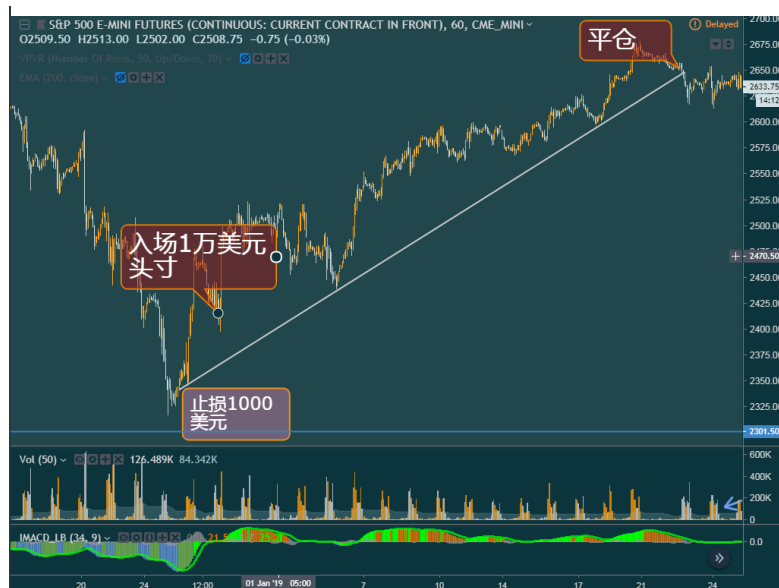 S&P 500 E-MINI FUTURES (CONTINUOUS: CURRENT CONTRACT IN FRONT), 60, CME_MINI
Delayed
O2509.50 H2513.00 L2502.00 C2508.75 -0.75 (-0.03%)
VPVR (Number Of Rows, 50, Up/Down, 70)
EMA (200, close)
平仓
入场1万美元
头寸
止损1000
美元
2700.00
2675.00
2650.00
2633.75
14:12
2600.00
2575.00
2550.00
2525.00
2500.00
2470.50
2450.00
2425.00
2400.00
2375.00
2350.00
2325.00
2301.50
Vol (50) 126.489K 84.342K
600K
400K
200K
0
IMACD_LB (34, 9)
0.0
20 24 12:00 01 Jan '19 05:00 7 10 14 17 21 24